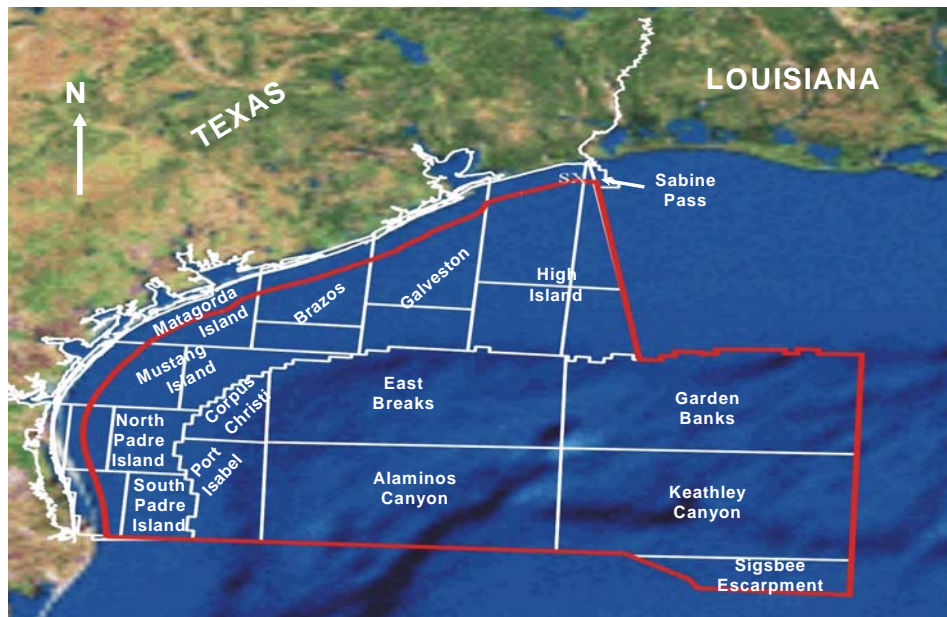 N
TEXAS
LOUISIANA
SX
Sabine
Pass
High
Island
Galveston
Brazos
Matagorda
Island
Mustang
Island
Corpus
Christi
East
Breaks
Garden
Banks
North
Padre
Island
Port
Isabel
South
Padre
Island
Alaminos
Canyon
Keathley
Canyon
Sigsbee
Escarpment